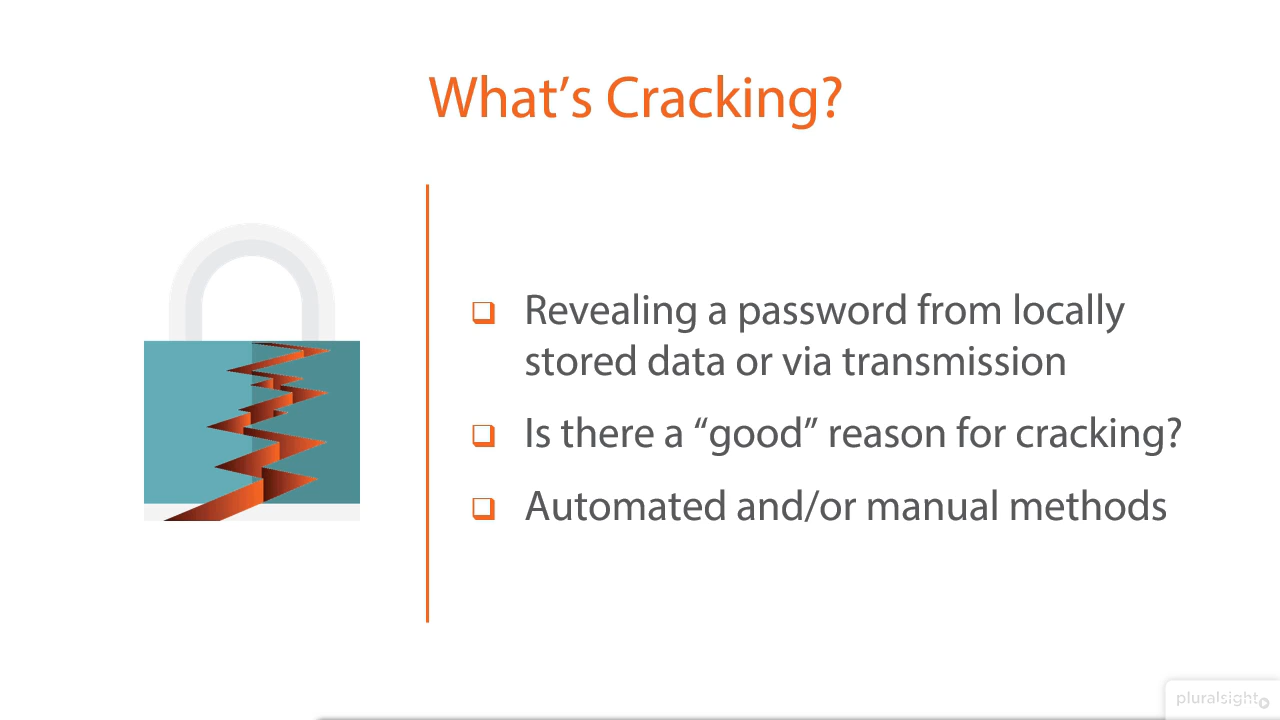 What’s Cracking?
Revealing a password from locally
stored data or via transmission
Is there a “good” reason for cracking?
Automated and/or manual methods
pluralsight